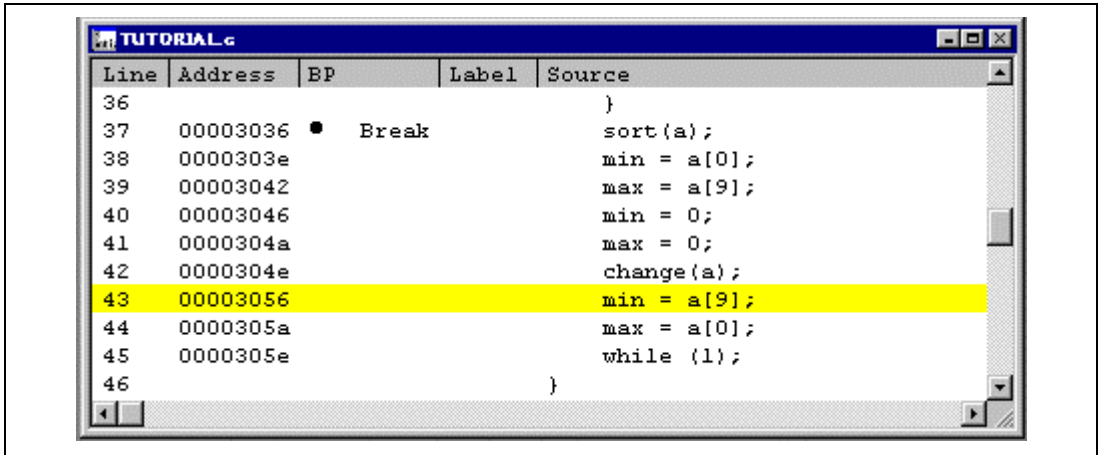 TUTORIAL.c
Line Address BP Label Source
36 }
37 00003036 ● Break sort(a);
38 0000303e min = a[0];
39 00003042 max = a[9];
40 00003046 min = 0;
41 0000304a max = 0;
42 0000304e change(a);
43 00003056 min = a[9];
44 0000305a max = a[0];
45 0000305e while (1);
46 }